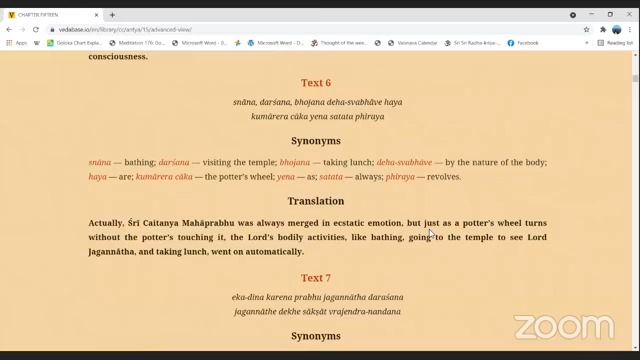 CHAPTER FIFTEEN
vedabase.io/en/library/cc/antya/15/advanced-view/
Apps
Goloka Chart Explai...
Meditation 176: Go...
Microsoft Word - D...
Microsoft Word - D...
Thought of the wee...
Vaisnava Calendar
Sri Sri Radha-krpa-...
Facebook
consciousness.
Text 6
snāna, darśana, bhojana deha-svabhāve haya
kumārera cāka yena satata phiraya
Synonyms
snāna — bathing; darśana — visiting the temple; bhojana — taking lunch; deha-svabhāve — by the nature of the body;
haya — are; kumārera cāka — the potter's wheel; yena — as; satata — always; phiraya — revolves.
Translation
Actually, Śrī Caitanya Mahāprabhu was always merged in ecstatic emotion, but just as a potter's wheel turns
without the potter's touching it, the Lord's bodily activities, like bathing, going to the temple to see Lord
Jagannātha, and taking lunch, went on automatically.
Text 7
eka-dina karena prabhu jagannātha daraśana
jagannāthe dekhe sākṣāt vrajendra-nandana
Synonyms
zoom